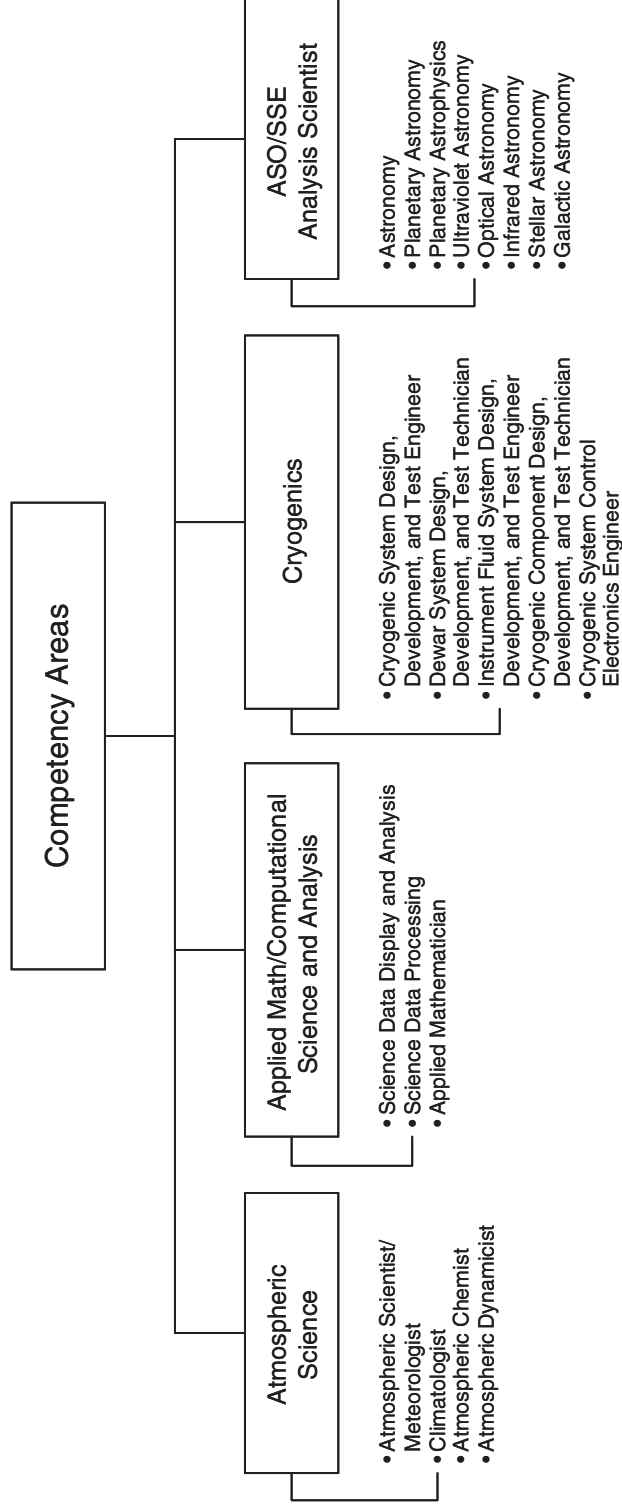 Competency Areas
Atmospheric
Science
• Atmospheric Scientist/
Meteorologist
• Climatologist
• Atmospheric Chemist
• Atmospheric Dynamicist
Applied Math/Computational
Science and Analysis
• Science Data Display and Analysis
• Science Data Processing
• Applied Mathematician
Cryogenics
• Cryogenic System Design,
Development, and Test Engineer
• Dewar System Design,
Development, and Test Technician
• Instrument Fluid System Design,
Development, and Test Engineer
• Cryogenic Component Design,
Development, and Test Technician
• Cryogenic System Control
Electronics Engineer
ASO/SSE
Analysis Scientist
• Astronomy
• Planetary Astronomy
• Planetary Astrophysics
• Ultraviolet Astronomy
• Optical Astronomy
• Infrared Astronomy
• Stellar Astronomy
• Galactic Astronomy